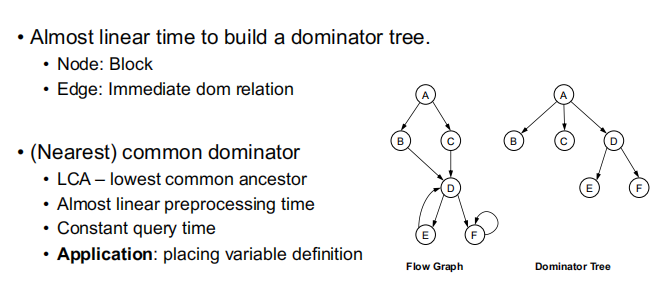 • Almost linear time to build a dominator tree.
• Node: Block
• Edge: Immediate dom relation
• (Nearest) common dominator
• LCA – lowest common ancestor
• Almost linear preprocessing time
• Constant query time
• Application: placing variable definition
A
B
C
D
E
F
Flow Graph
A
B
C
D
E
F
Dominator Tree